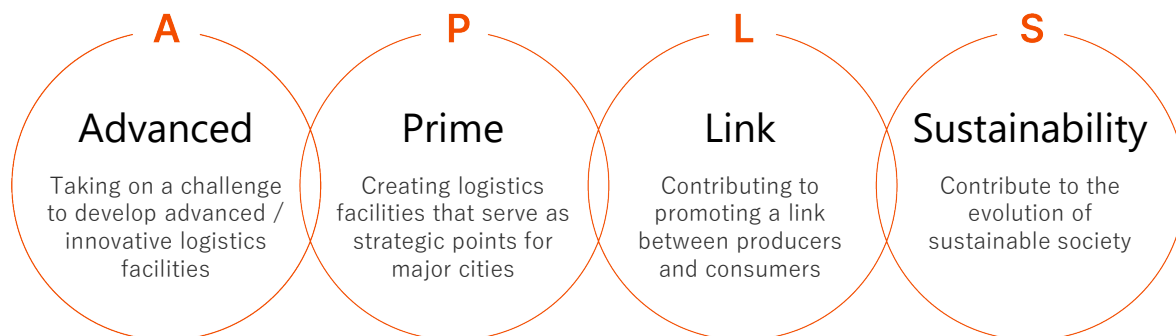 A
P
L
S
Advanced
Prime
Link
Sustainability
Taking on a challenge
to develop advanced /
innovative logistics
facilities
Creating logistics
facilities that serve as
strategic points for
major cities
Contributing to
promoting a link
between producers
and consumers
Contribute to the
evolution of
sustainable society